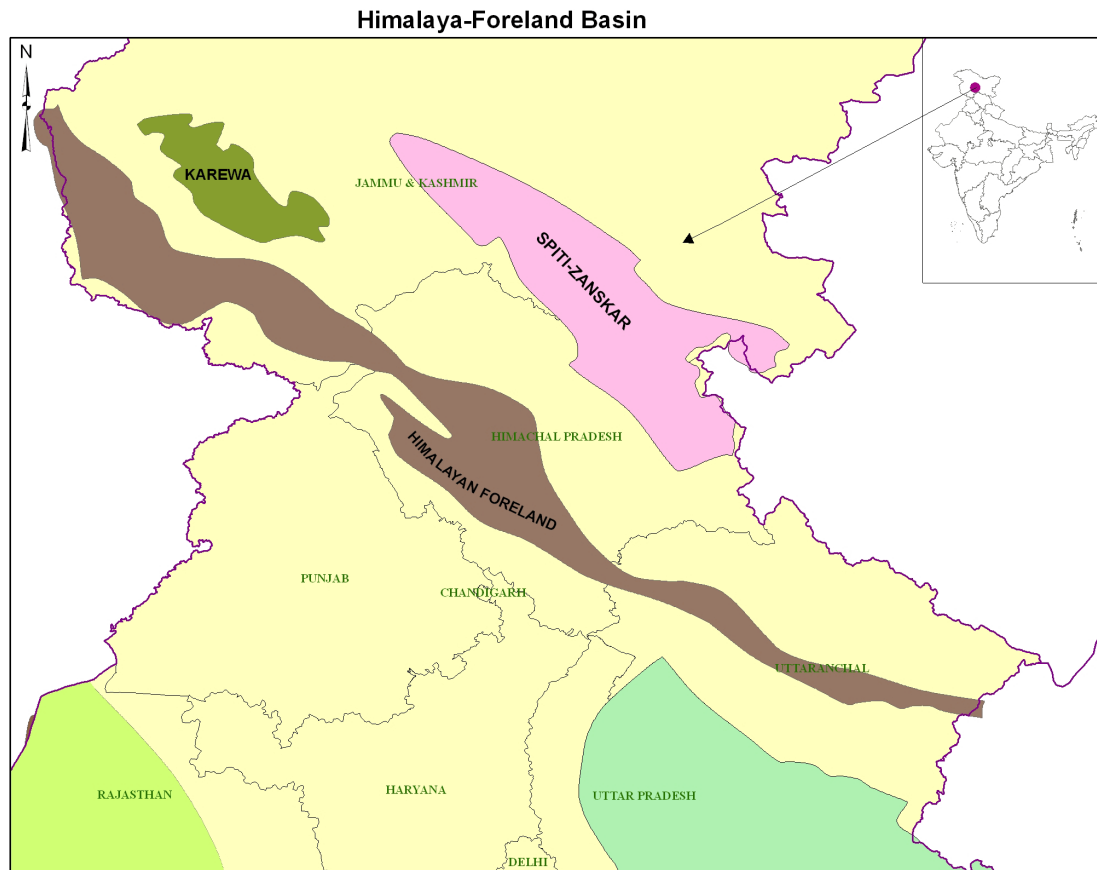 Himalaya-Foreland Basin
N
KAREWA
JAMMU & KASHMIR
SPITI-ZANSKAR
HIMACHAL PRADESH
HIMALAYAN FORELAND
PUNJAB
CHANDIGARH
UTTARANCHAL
RAJASTHAN
HARYANA
UTTAR PRADESH
DELHI